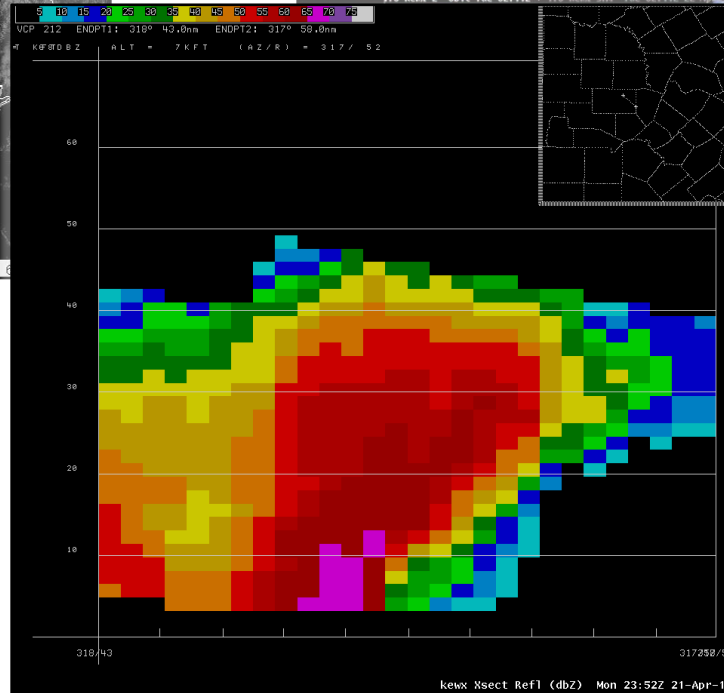 5 10 15 20 25 30 35 40 45 50 55 60 65 70 75
VCP 212 ENDPT1: 318° 43.0nm ENDPT2: 317° 58.0nm
DBZ ALT = 7KFT (AZ/R) = 317/ 52
60
50
40
30
20
10
318/43
kewx Xsect Refl (dbZ) Mon 23:52Z 21-Apr-1